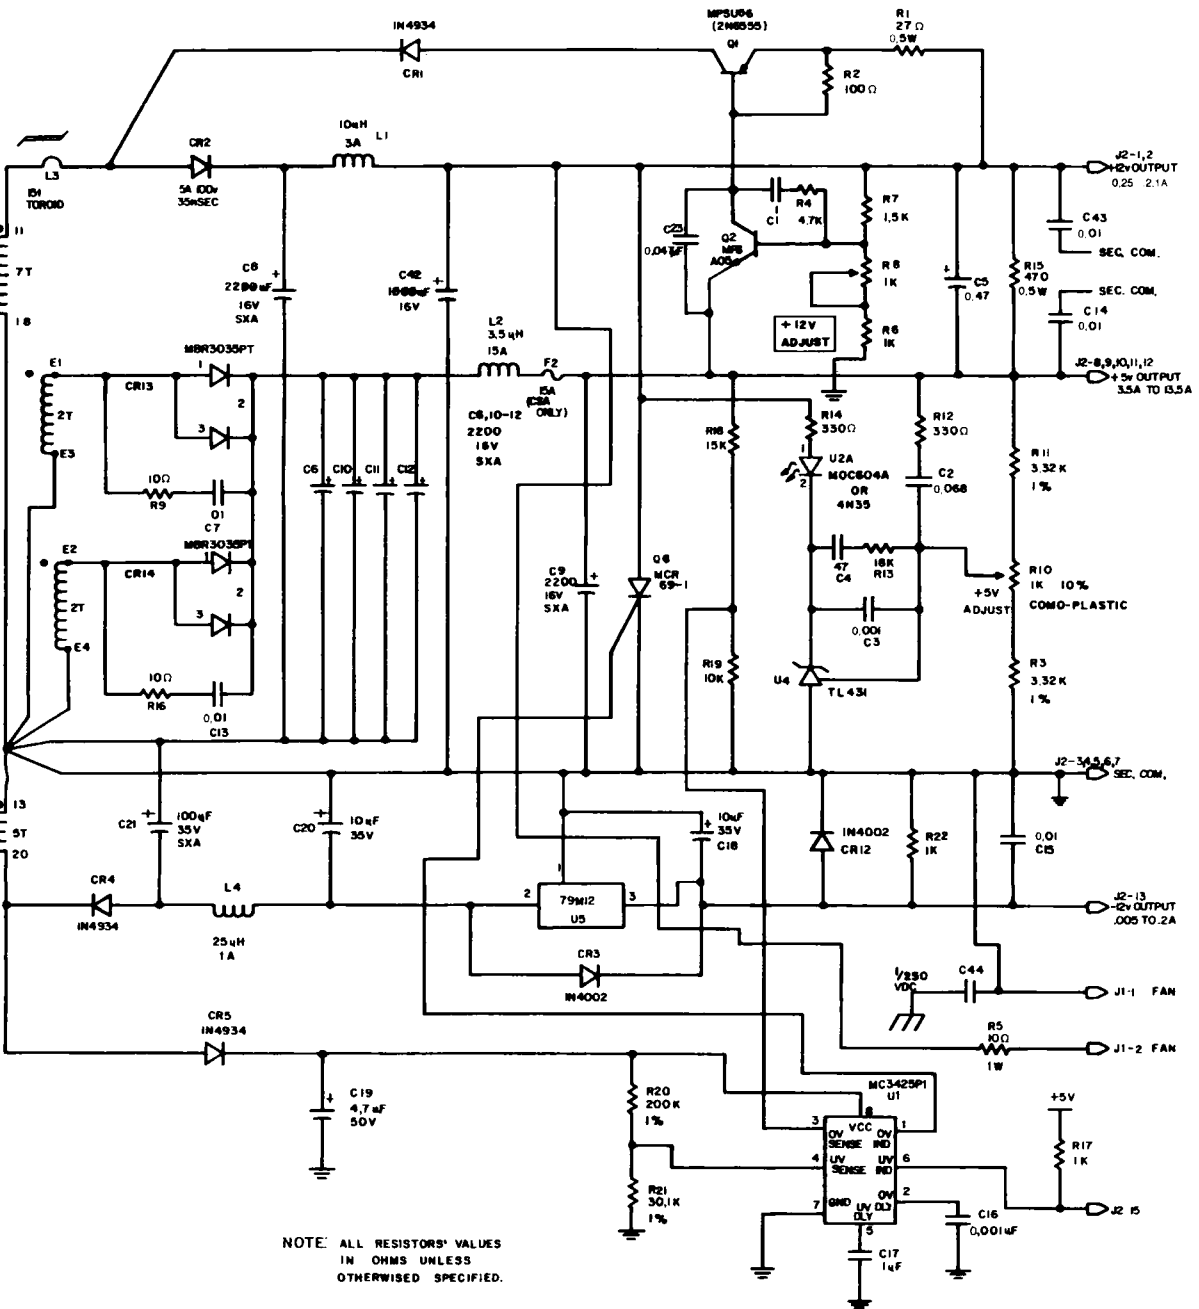 MPSU06
(2N6555)
Q1
R1
27Ω
0,5W
1N4934
CR1
R2
100Ω
10uH
3A
L1
CR2
5A 100v
35nSEC
L3
TOROID
J2-1,2
+12v OUTPUT
0.25 2.1A
11
7T
18
C1
R4
4.7K
R7
1,5K
C23
0,047uF
Q2
MPS
A05
R8
1K
R6
1K
+12V
ADJUST
C5
0,47
R15
470
0,5W
C43
0,01
SEC. COM.
SEC. COM.
C14
0,01
C8
2200uF
16V
SXA
C42
16V
L2
3,5uH
15A
F2
15A
(CSA
ONLY)
J2-8,9,10,11,12
+5v OUTPUT
3.5A TO 13.5A
E1
2T
E3
MBR3035PT
1
CR13
2
3
10Ω
R9
C7
C6,10-12
2200
16V
SXA
C6
C10
C11
C12
E2
2T
E4
MBR3035PT
1
CR14
2
3
10Ω
R16
0,01
C13
R18
15K
R14
330Ω
R12
330Ω
1
U2A
2
MOC604A
OR
4N35
C2
0,068
R11
3,32K
1%
C9
2200
16V
SXA
Q6
MCR
69-1
47
C4
18K
R13
0,001
C3
+5V
ADJUST
R10
1K 10%
COMO-PLASTIC
R19
10K
U4
TL431
R3
3,32K
1%
J2-3,4,5,6,7
SEC, COM,
13
5T
20
C21
100uF
35V
SXA
C20
10uF
35V
10uF
35V
C18
1N4002
CR12
R22
1K
0,01
C15
CR4
1N4934
L4
25uH
1A
1
2
79M12
3
U5
J2-13
-12v OUTPUT
.005 TO .2A
CR3
1N4002
1/250
VDC
C44
J1-1 FAN
CR5
1N4934
R5
10Ω
1W
J1-2 FAN
C19
4,7uF
50V
R20
200K
1%
R21
30,1K
1%
MC3425P1
U1
8
VCC
3
OV
SENSE
OV
IND
1
4
UV
SENSE
UV
IND
6
7
GND
OV
DLY
2
UV
DLY
5
+5V
R17
1K
J2 15
C16
0,001uF
C17
1uF
NOTE: ALL RESISTORS' VALUES
IN OHMS UNLESS
OTHERWISED SPECIFIED.